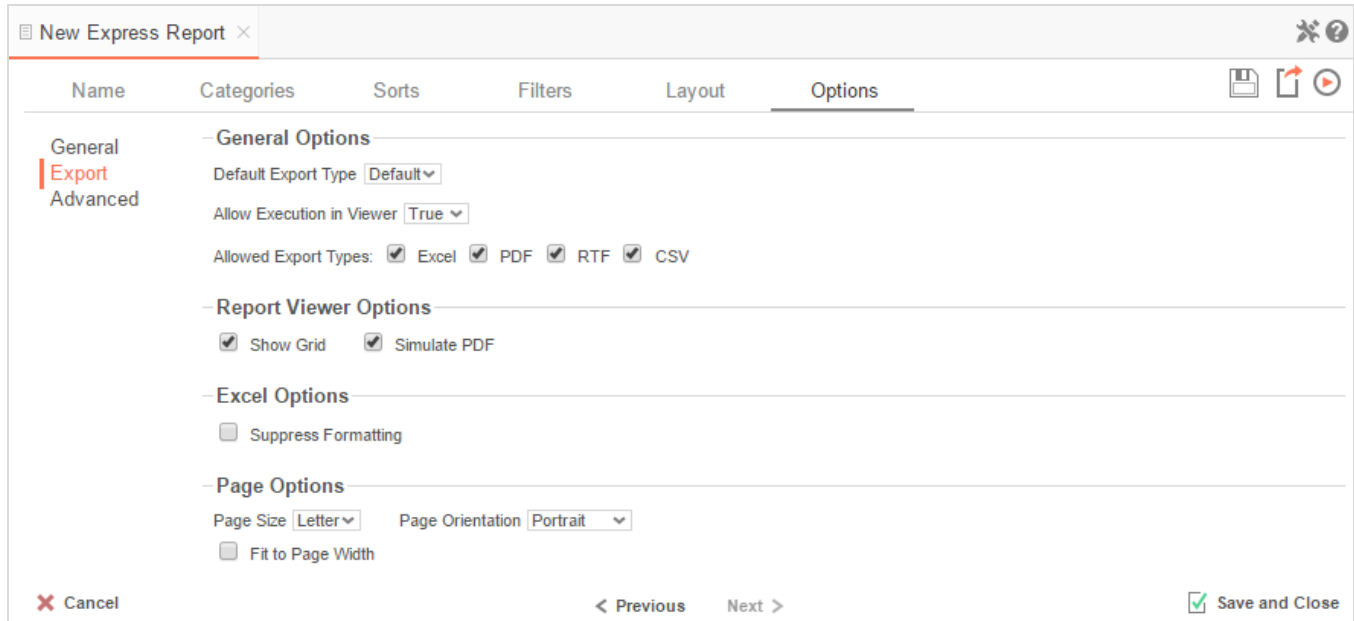 New Express Report
Name Categories Sorts Filters Layout Options
General
Export
Advanced
General Options
Default Export Type Default
Allow Execution in Viewer True
Allowed Export Types: Excel PDF RTF CSV
Report Viewer Options
Show Grid Simulate PDF
Excel Options
Suppress Formatting
Page Options
Page Size Letter Page Orientation Portrait
Fit to Page Width
Cancel < Previous Next > Save and Close